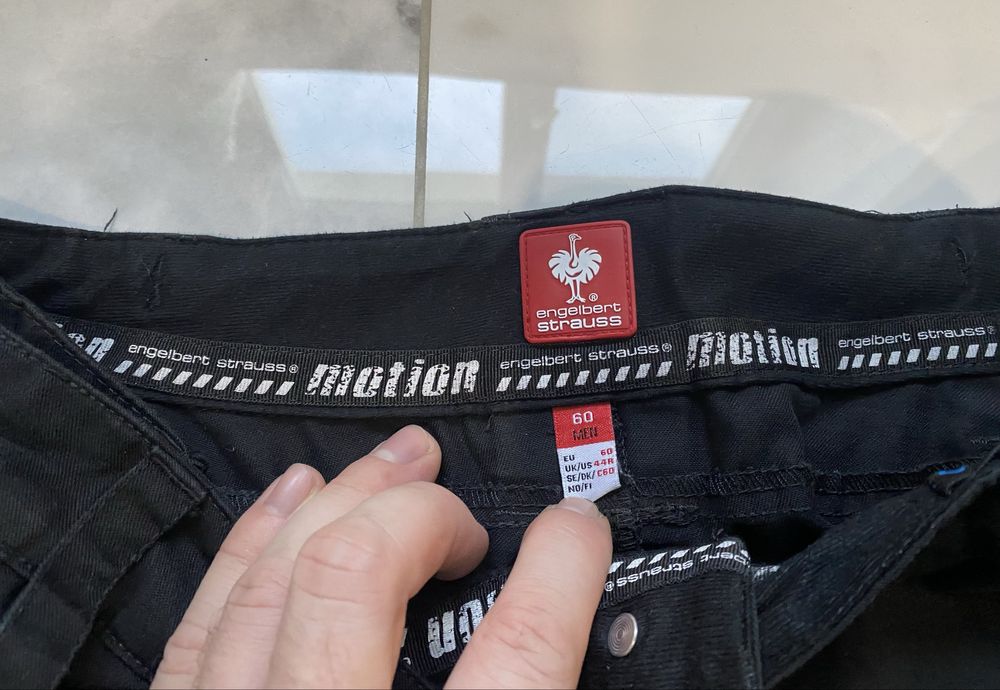 engelbert
strauss
engelbert strauss® motion engelbert strauss® motion engelbert strauss®
60
MEN
EU 60
UK/US 44R
SE/DK/ C60
NO/FI
strauss®